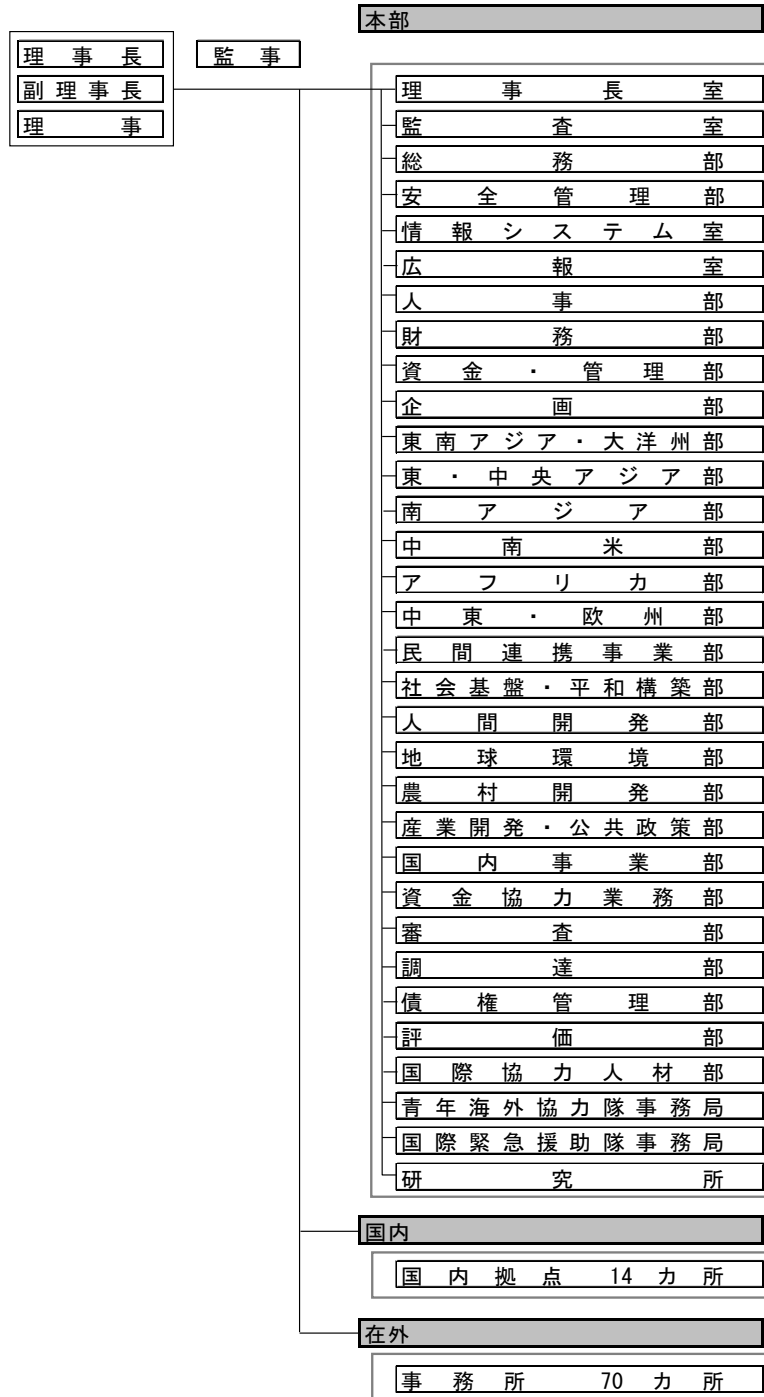 本部
理事長
監事
副理事長
理事
理事長室
監査室
総務部
安全管理部
情報システム室
広報室
人事部
財務部
資金・管理部
企画部
東南アジア・大洋州部
東・中央アジア部
南アジア部
中南米部
アフリカ部
中東・欧州部
民間連携事業部
社会基盤・平和構築部
人間開発部
地球環境部
農村開発部
産業開発・公共政策部
国内事業部
資金協力業務部
審査部
調達部
債権管理部
評価部
国際協力人材部
青年海外協力隊事務局
国際緊急援助隊事務局
研究所
国内
国内拠点 14カ所
在外
事務所 70カ所